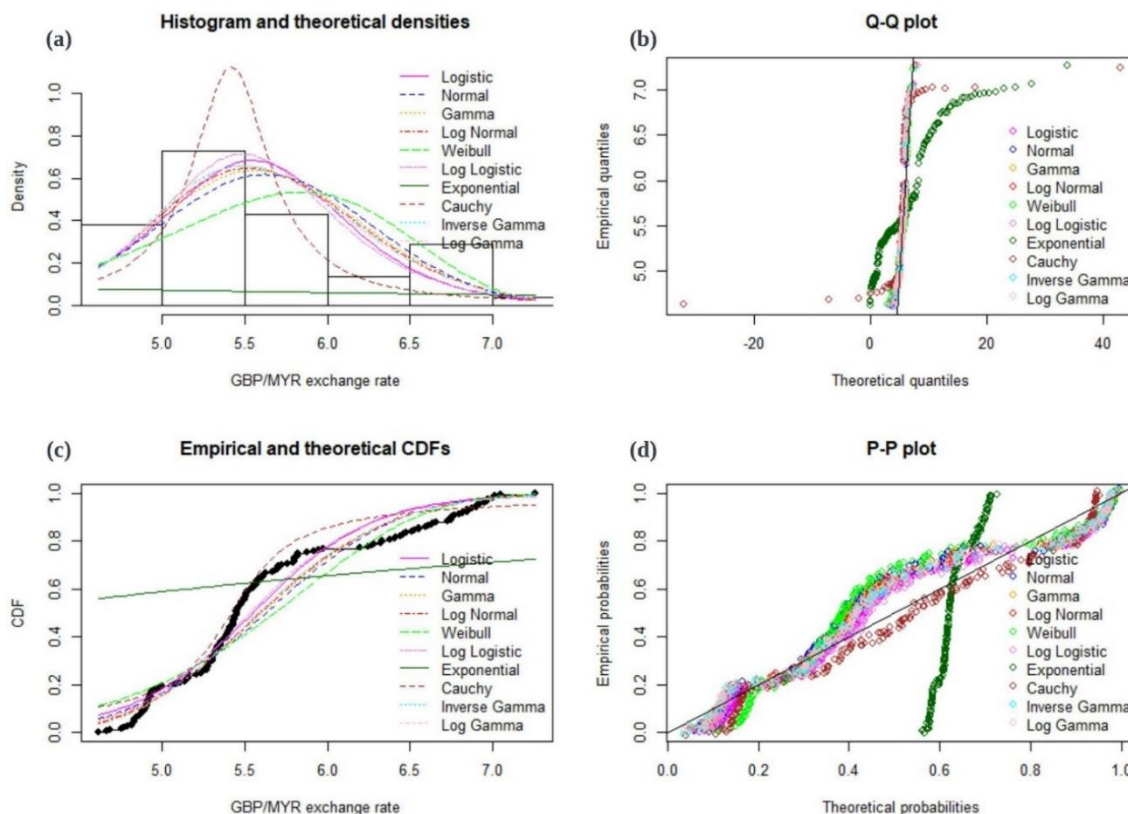 (a)
Histogram and theoretical densities
Density
0.0 0.2 0.4 0.6 0.8 1.0
Logistic
Normal
Gamma
Log Normal
Weibull
Log Logistic
Exponential
Cauchy
Inverse Gamma
Log Gamma
5.0 5.5 6.0 6.5 7.0
GBP/MYR exchange rate
(b)
Q-Q plot
Empirical quantiles
5.0 5.5 6.0 6.5 7.0
Logistic
Normal
Gamma
Log Normal
Weibull
Log Logistic
Exponential
Cauchy
Inverse Gamma
Log Gamma
-20 0 20 40
Theoretical quantiles
(c)
Empirical and theoretical CDFs
CDF
0.0 0.2 0.4 0.6 0.8 1.0
Logistic
Normal
Gamma
Log Normal
Weibull
Log Logistic
Exponential
Cauchy
Inverse Gamma
Log Gamma
5.0 5.5 6.0 6.5 7.0
GBP/MYR exchange rate
(d)
P-P plot
Empirical probabilities
0.0 0.2 0.4 0.6 0.8 1.0
Logistic
Normal
Gamma
Log Normal
Weibull
Log Logistic
Exponential
Cauchy
Inverse Gamma
Log Gamma
0.0 0.2 0.4 0.6 0.8 1.0
Theoretical probabilities